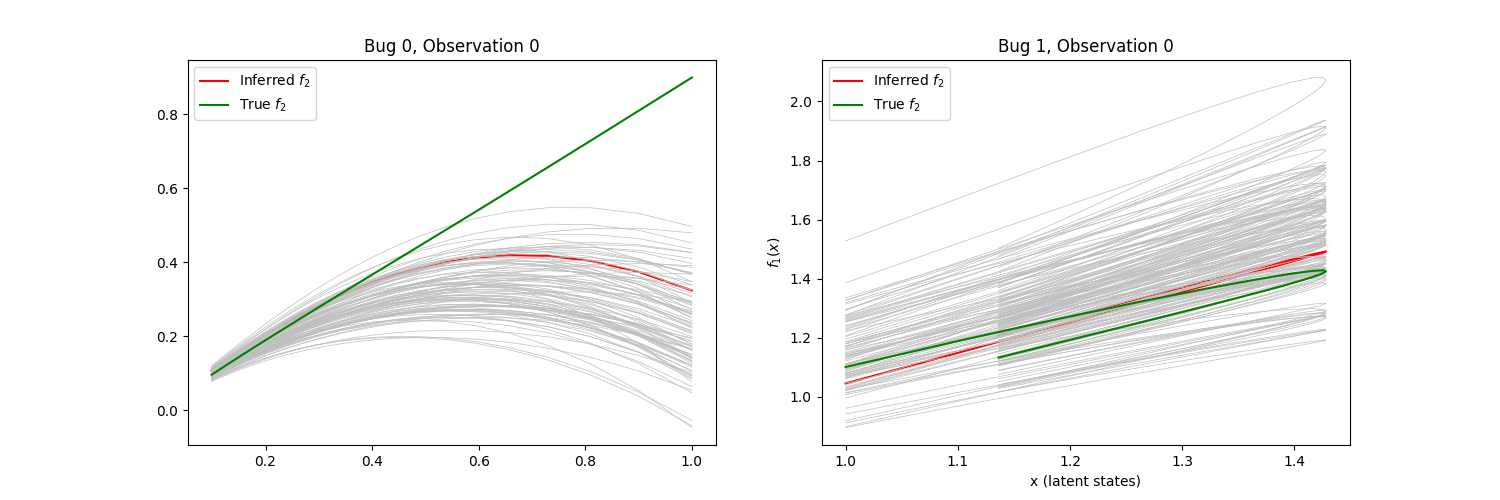 Bug 0, Observation 0
Inferred f₂
True f₂
0.8
0.6
0.4
0.2
0.0
0.2 0.4 0.6 0.8 1.0
Bug 1, Observation 0
Inferred f₂
True f₂
f₁(x)
2.0
1.8
1.6
1.4
1.2
1.0
1.0 1.1 1.2 1.3 1.4
x (latent states)